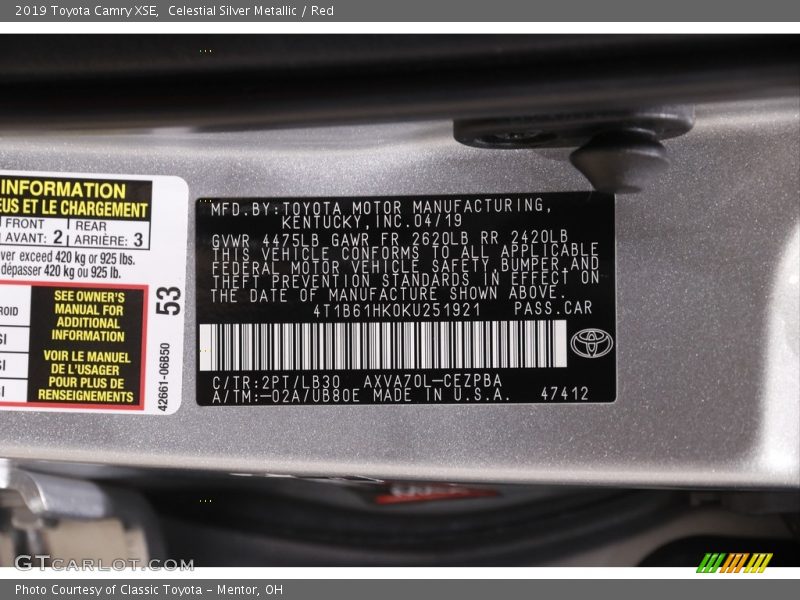 2019 Toyota Camry XSE,  Celestial Silver Metallic / Red
INFORMATION
EUS ET LE CHARGEMENT
FRONT
AVANT: 2
REAR
ARRIÈRE: 3
ver exceed 420 kg or 925 lbs.
dépasser 420 kg ou 925 lb.
SEE OWNER'S
MANUAL FOR
ADDITIONAL
INFORMATION
VOIR LE MANUEL
DE L'USAGER
POUR PLUS DE
RENSEIGNEMENTS
53
42661-06B50
MFD.BY:TOYOTA MOTOR MANUFACTURING,
KENTUCKY, INC.04/19
GVWR 4475LB GAWR FR 2620LB RR 2420LB
THIS VEHICLE CONFORMS TO ALL APPLICABLE
FEDERAL MOTOR VEHICLE SAFETY,BUMPER,AND
THEFT PREVENTION STANDARDS IN EFFECT ON
THE DATE OF MANUFACTURE SHOWN ABOVE.
4T1B61HK0KU251921 PASS.CAR
C/TR:2PT/LB30 AXVA70L-CEZPBA
A/TM:-02A/UB80E MADE IN U.S.A. 47412
GTCARLOT.COM
Photo Courtesy of Classic Toyota - Mentor, OH